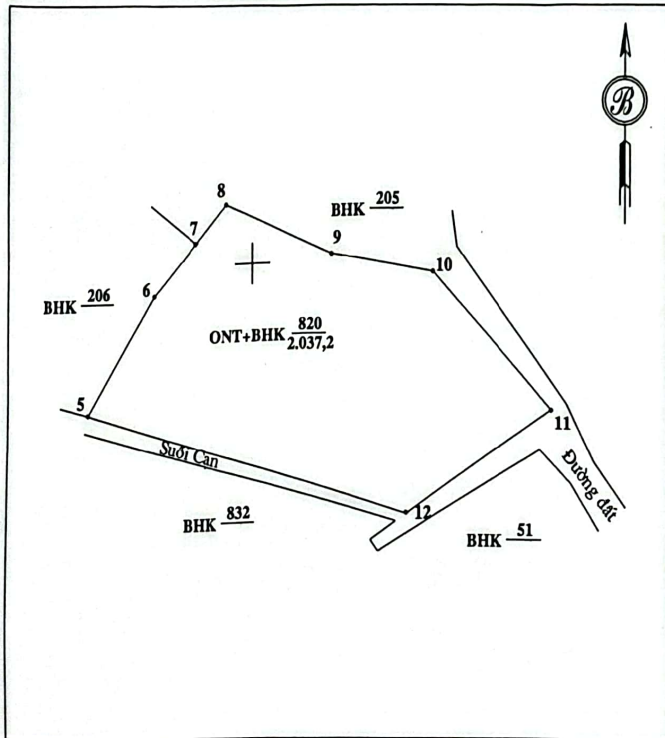 B
8
BHK 205
7
9
10
6
BHK 206
ONT+BHK 820
2.037,2
5
11
Suối Cạn
Đường đất
12
BHK 832
BHK 51